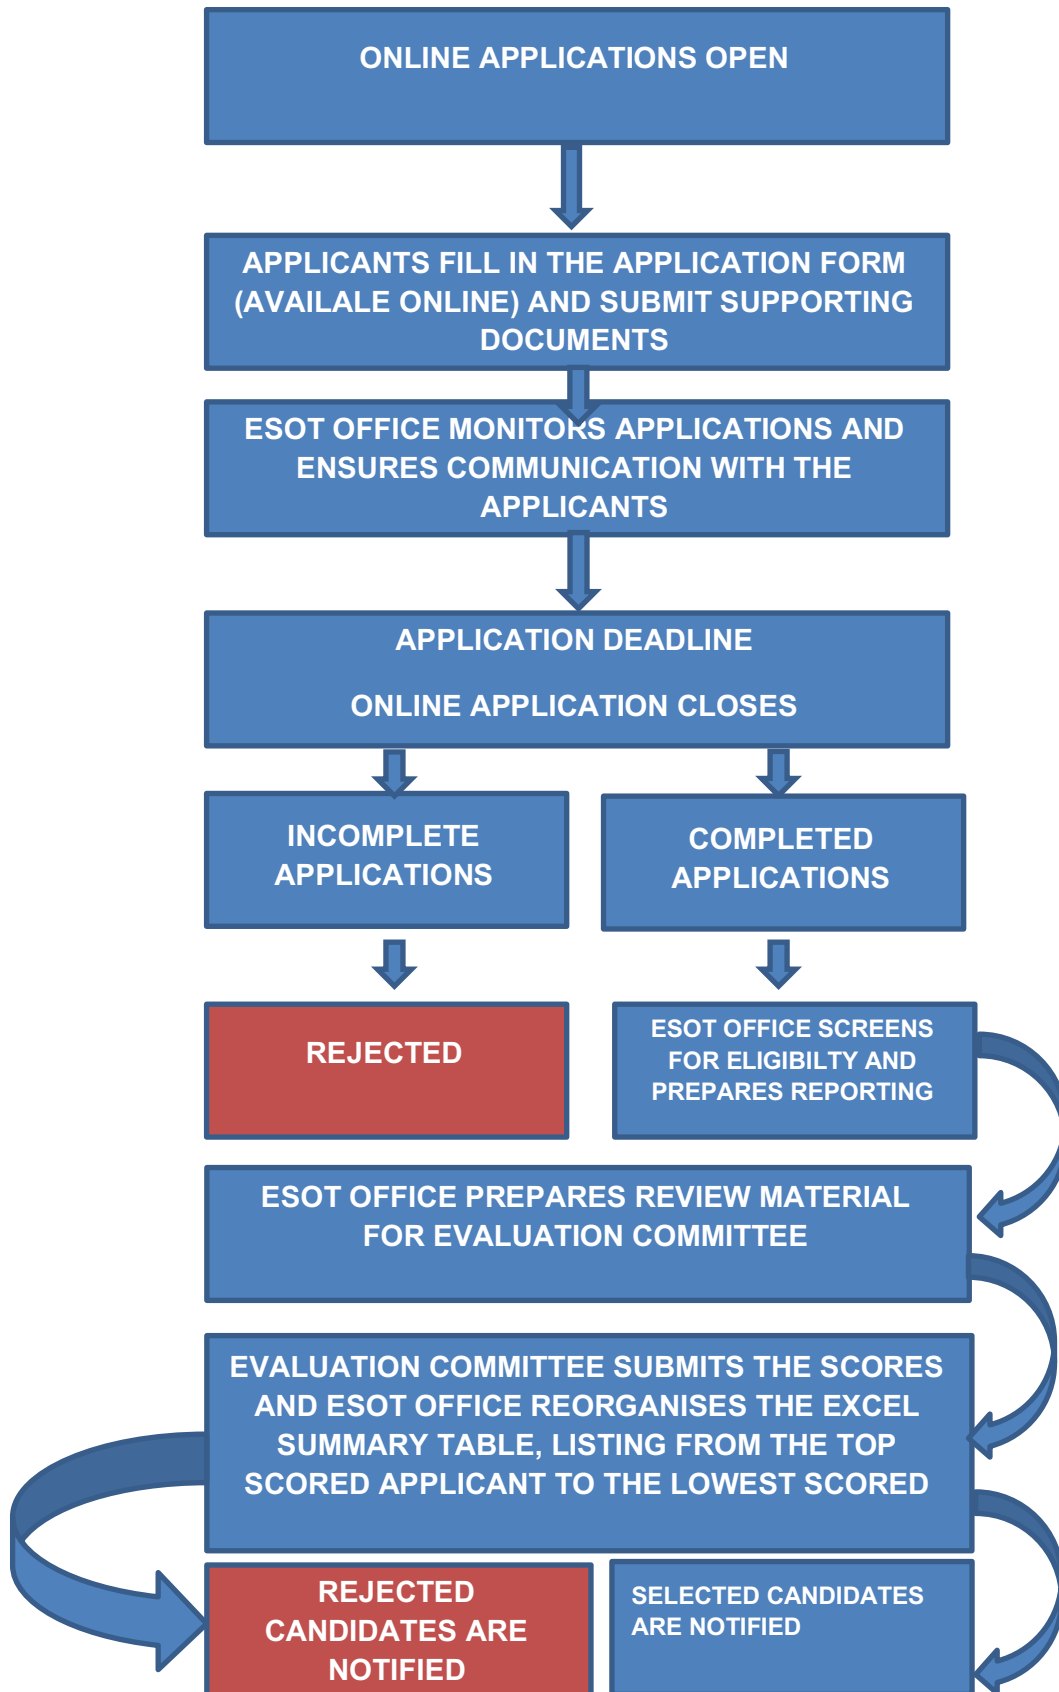 ONLINE APPLICATIONS OPEN
APPLICANTS FILL IN THE APPLICATION FORM
(AVAILALE ONLINE) AND SUBMIT SUPPORTING
DOCUMENTS
ESOT OFFICE MONITORS APPLICATIONS AND
ENSURES COMMUNICATION WITH THE
APPLICANTS
APPLICATION DEADLINE
ONLINE APPLICATION CLOSES
INCOMPLETE
APPLICATIONS
COMPLETED
APPLICATIONS
REJECTED
ESOT OFFICE SCREENS
FOR ELIGIBILTY AND
PREPARES REPORTING
ESOT OFFICE PREPARES REVIEW MATERIAL
FOR EVALUATION COMMITTEE
EVALUATION COMMITTEE SUBMITS THE SCORES
AND ESOT OFFICE REORGANISES THE EXCEL
SUMMARY TABLE, LISTING FROM THE TOP
SCORED APPLICANT TO THE LOWEST SCORED
REJECTED
CANDIDATES ARE
NOTIFIED
SELECTED CANDIDATES
ARE NOTIFIED